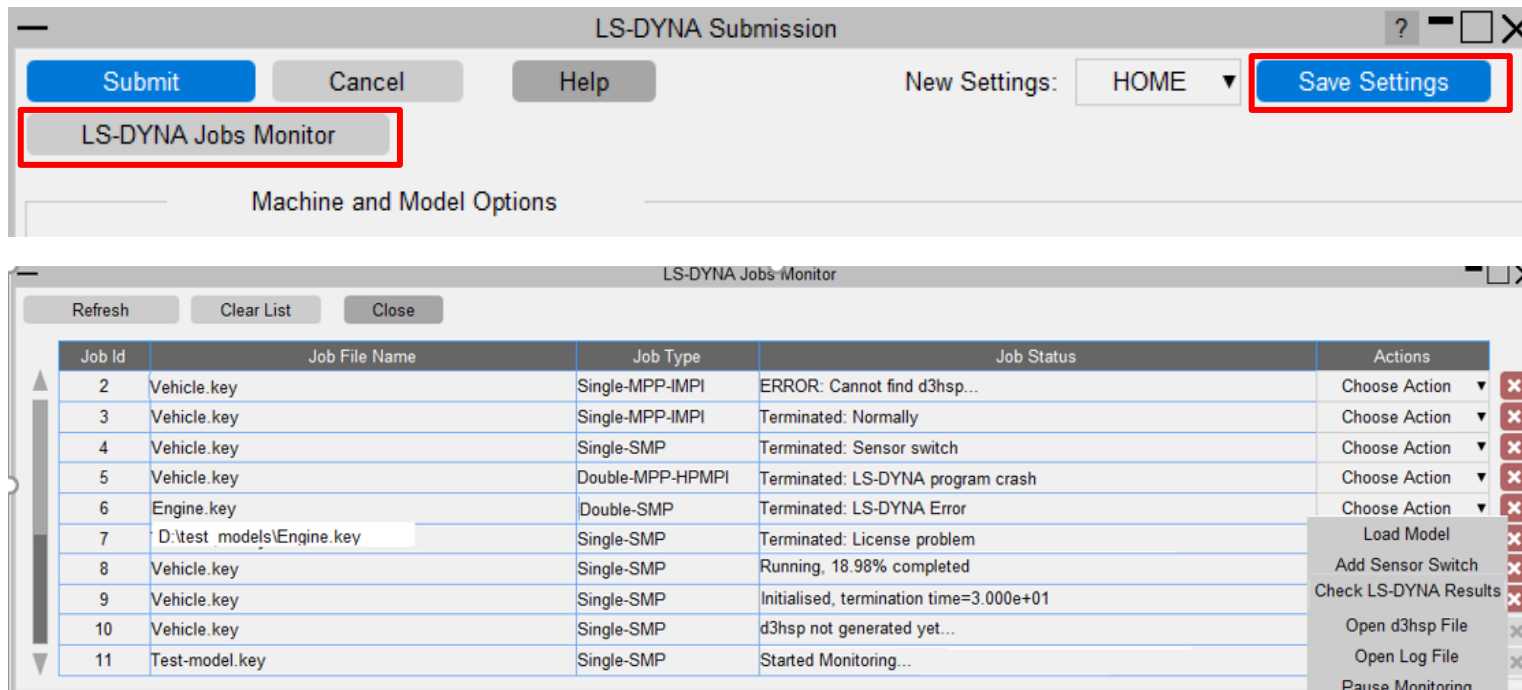 LS-DYNA Submission ?
Submit Cancel Help New Settings: HOME Save Settings
LS-DYNA Jobs Monitor
Machine and Model Options
LS-DYNA Jobs Monitor
Refresh Clear List Close
Job Id Job File Name Job Type Job Status Actions
2 Vehicle.key Single-MPP-IMPI ERROR: Cannot find d3hsp... Choose Action
3 Vehicle.key Single-MPP-IMPI Terminated: Normally Choose Action
4 Vehicle.key Single-SMP Terminated: Sensor switch Choose Action
5 Vehicle.key Double-MPP-HPMPI Terminated: LS-DYNA program crash Choose Action
6 Engine.key Double-SMP Terminated: LS-DYNA Error Choose Action
7 D:\test_models\Engine.key Single-SMP Terminated: License problem Load Model
8 Vehicle.key Single-SMP Running, 18.98% completed Add Sensor Switch
9 Vehicle.key Single-SMP Initialised, termination time=3.000e+01 Check LS-DYNA Results
10 Vehicle.key Single-SMP d3hsp not generated yet... Open d3hsp File
11 Test-model.key Single-SMP Started Monitoring... Open Log File
Pause Monitoring